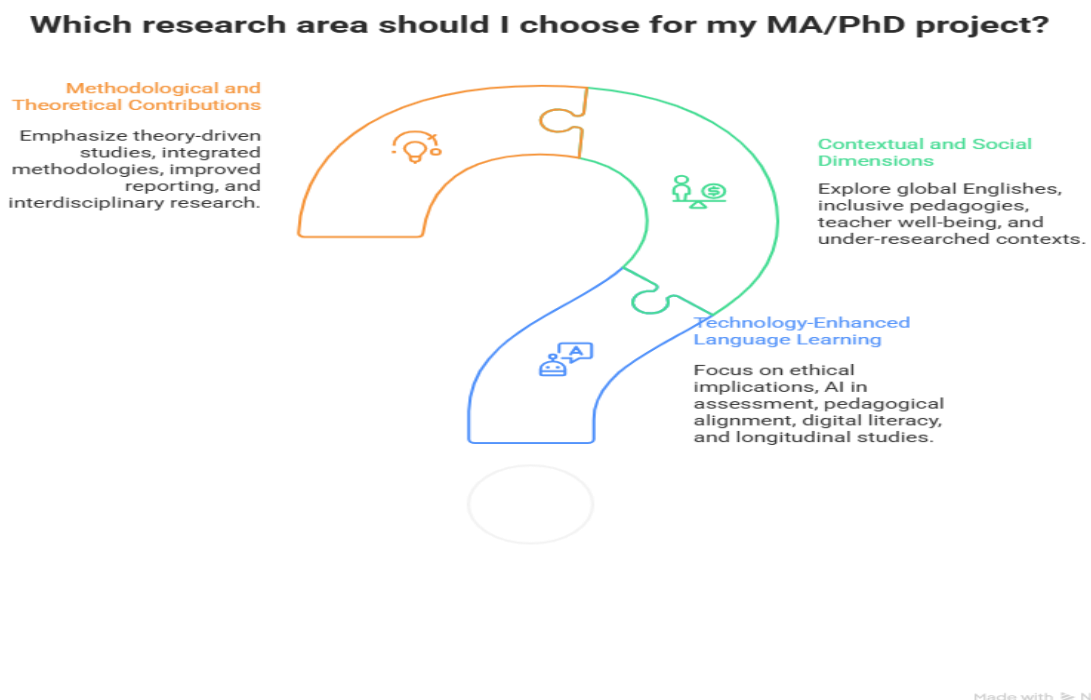 Which research area should I choose for my MA/PhD project?
Methodological and
Theoretical Contributions
Emphasize theory-driven
studies, integrated
methodologies, improved
reporting, and
interdisciplinary research.
Contextual and Social
Dimensions
Explore global Englishes,
inclusive pedagogies,
teacher well-being, and
under-researched contexts.
Technology-Enhanced
Language Learning
Focus on ethical
implications, AI in
assessment, pedagogical
alignment, digital literacy,
and longitudinal studies.
A
$
Made with N